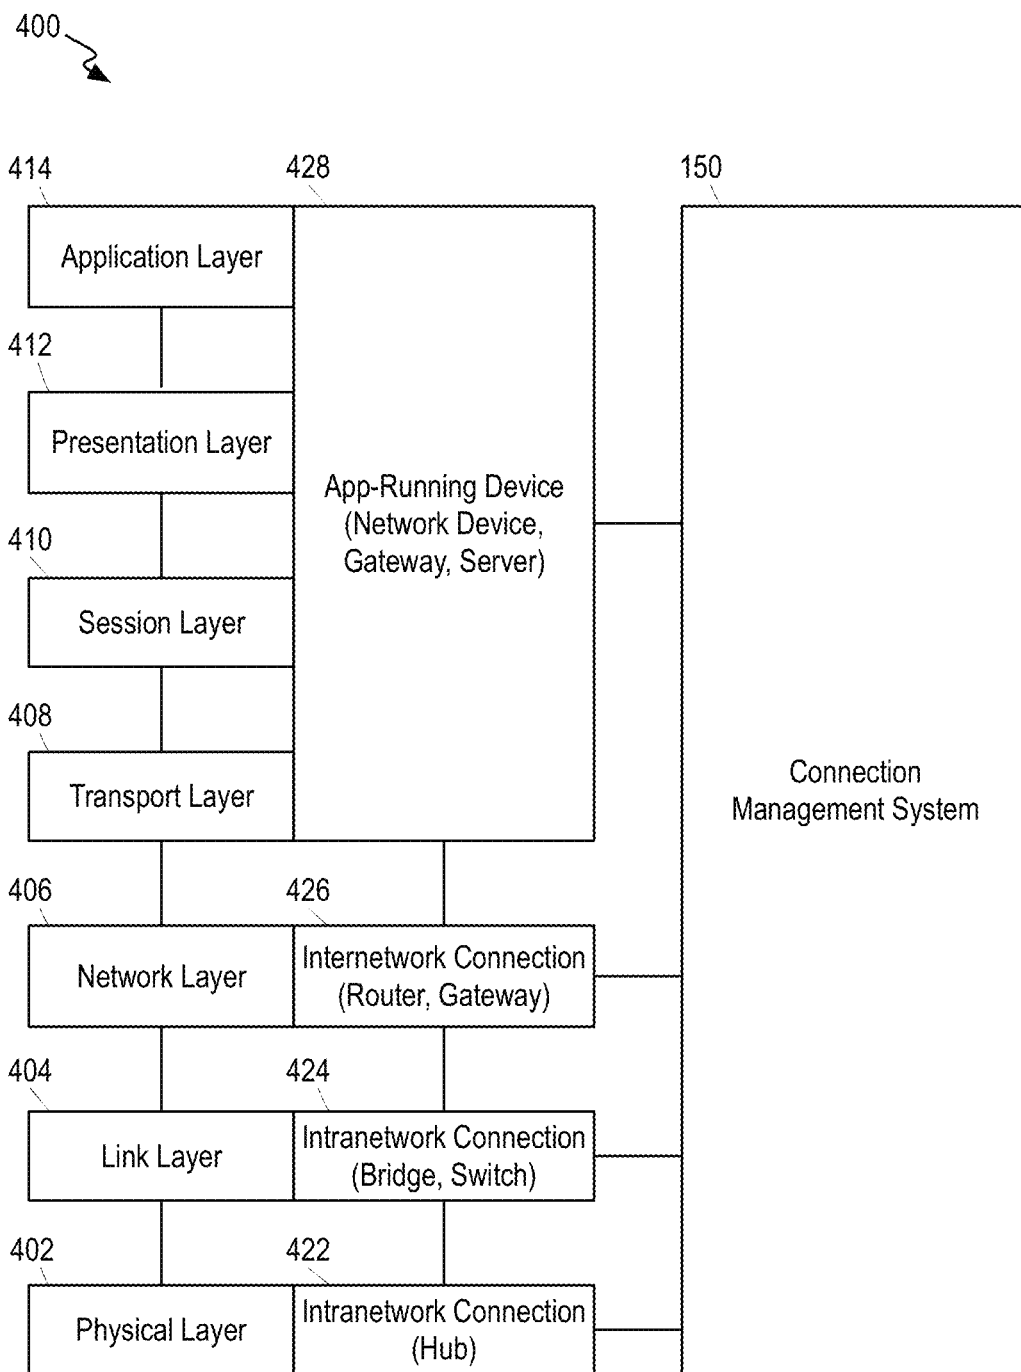 400
414
428
150
Application Layer
412
Presentation Layer
App-Running Device
(Network Device,
Gateway, Server)
410
Session Layer
408
Transport Layer
Connection
Management System
406
426
Network Layer
Internetwork Connection
(Router, Gateway)
404
424
Link Layer
Intranetwork Connection
(Bridge, Switch)
402
422
Physical Layer
Intranetwork Connection
(Hub)